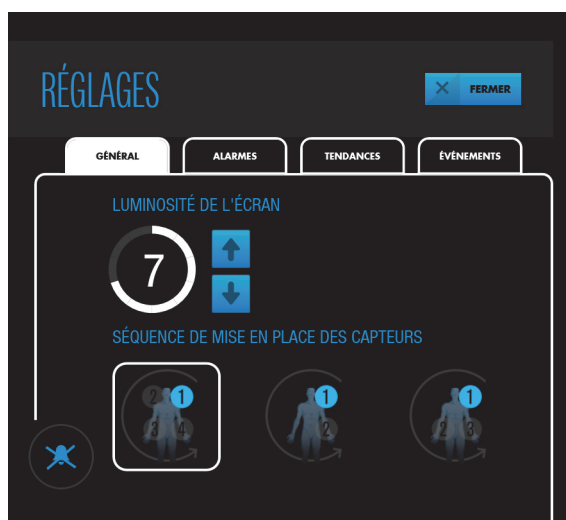 RÉGLAGES
FERMER
GÉNÉRAL ALARMES TENDANCES ÉVÉNEMENTS
LUMINOSITÉ DE L'ÉCRAN
7
SÉQUENCE DE MISE EN PLACE DES CAPTEURS
2 1 1 1
3 4 2 2 3